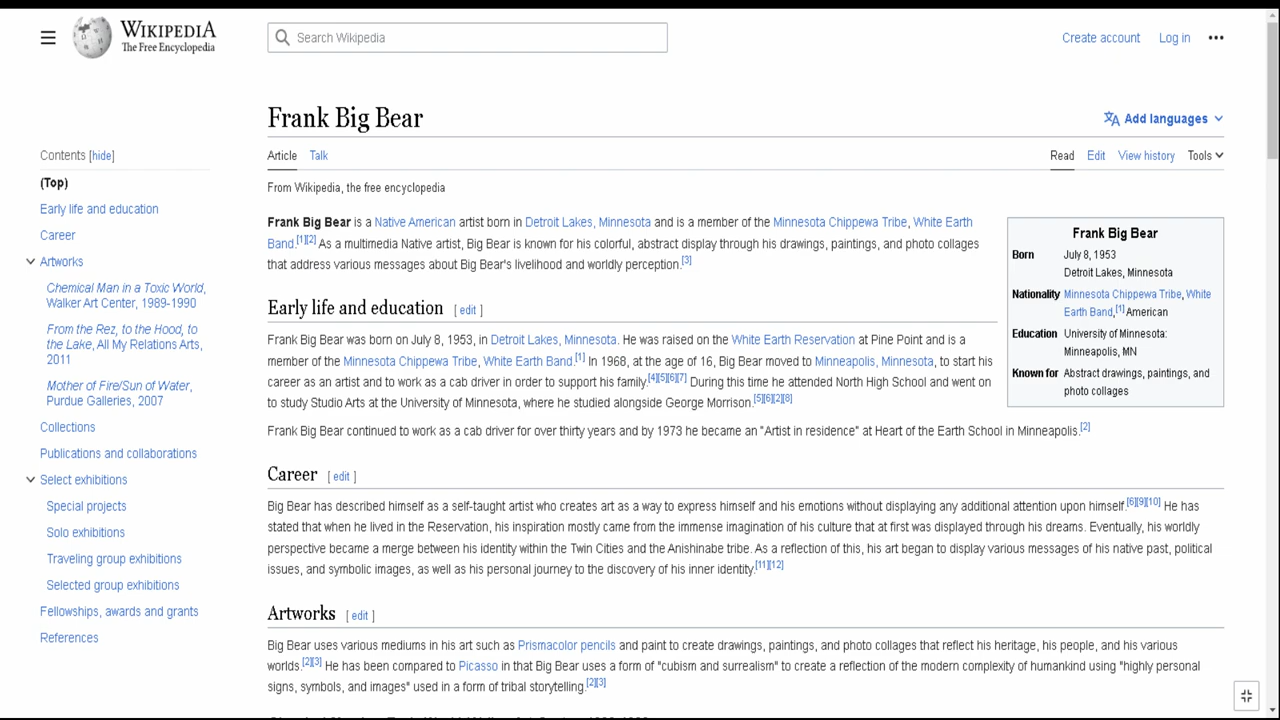 WIKIPEDIA
The Free Encyclopedia
Search Wikipedia
Create account
Log in
Frank Big Bear
Add languages
Contents [hide]
(Top)
Early life and education
Career
Artworks
Chemical Man in a Toxic World,
Walker Art Center, 1989-1990
From the Rez, to the Hood, to
the Lake, All My Relations Arts,
2011
Mother of Fire/Sun of Water,
Purdue Galleries, 2007
Collections
Publications and collaborations
Select exhibitions
Special projects
Solo exhibitions
Traveling group exhibitions
Selected group exhibitions
Fellowships, awards and grants
References
Article Talk
Read Edit View history Tools
From Wikipedia, the free encyclopedia
Frank Big Bear is a Native American artist born in Detroit Lakes, Minnesota and is a member of the Minnesota Chippewa Tribe, White Earth
Band.[1][2] As a multimedia Native artist, Big Bear is known for his colorful, abstract display through his drawings, paintings, and photo collages
that address various messages about Big Bear's livelihood and worldly perception.[3]
Frank Big Bear
Born July 8, 1953
Detroit Lakes, Minnesota
Nationality Minnesota Chippewa Tribe, White
Earth Band,[1] American
Education University of Minnesota:
Minneapolis, MN
Known for Abstract drawings, paintings, and
photo collages
Early life and education [ edit ]
Frank Big Bear was born on July 8, 1953, in Detroit Lakes, Minnesota. He was raised on the White Earth Reservation at Pine Point and is a
member of the Minnesota Chippewa Tribe, White Earth Band.[1] In 1968, at the age of 16, Big Bear moved to Minneapolis, Minnesota, to start his
career as an artist and to work as a cab driver in order to support his family.[4][5][6][7] During this time he attended North High School and went on
to study Studio Arts at the University of Minnesota, where he studied alongside George Morrison.[5][6][2][8]
Frank Big Bear continued to work as a cab driver for over thirty years and by 1973 he became an "Artist in residence" at Heart of the Earth School in Minneapolis.[2]
Career [ edit ]
Big Bear has described himself as a self-taught artist who creates art as a way to express himself and his emotions without displaying any additional attention upon himself.[6][9][10] He has
stated that when he lived in the Reservation, his inspiration mostly came from the immense imagination of his culture that at first was displayed through his dreams. Eventually, his worldly
perspective became a merge between his identity within the Twin Cities and the Anishinabe tribe. As a reflection of this, his art began to display various messages of his native past, political
issues, and symbolic images, as well as his personal journey to the discovery of his inner identity.[11][12]
Artworks [ edit ]
Big Bear uses various mediums in his art such as Prismacolor pencils and paint to create drawings, paintings, and photo collages that reflect his heritage, his people, and his various
worlds.[2][3] He has been compared to Picasso in that Big Bear uses a form of "cubism and surrealism" to create a reflection of the modern complexity of humankind using "highly personal
signs, symbols, and images" used in a form of tribal storytelling.[2][3]